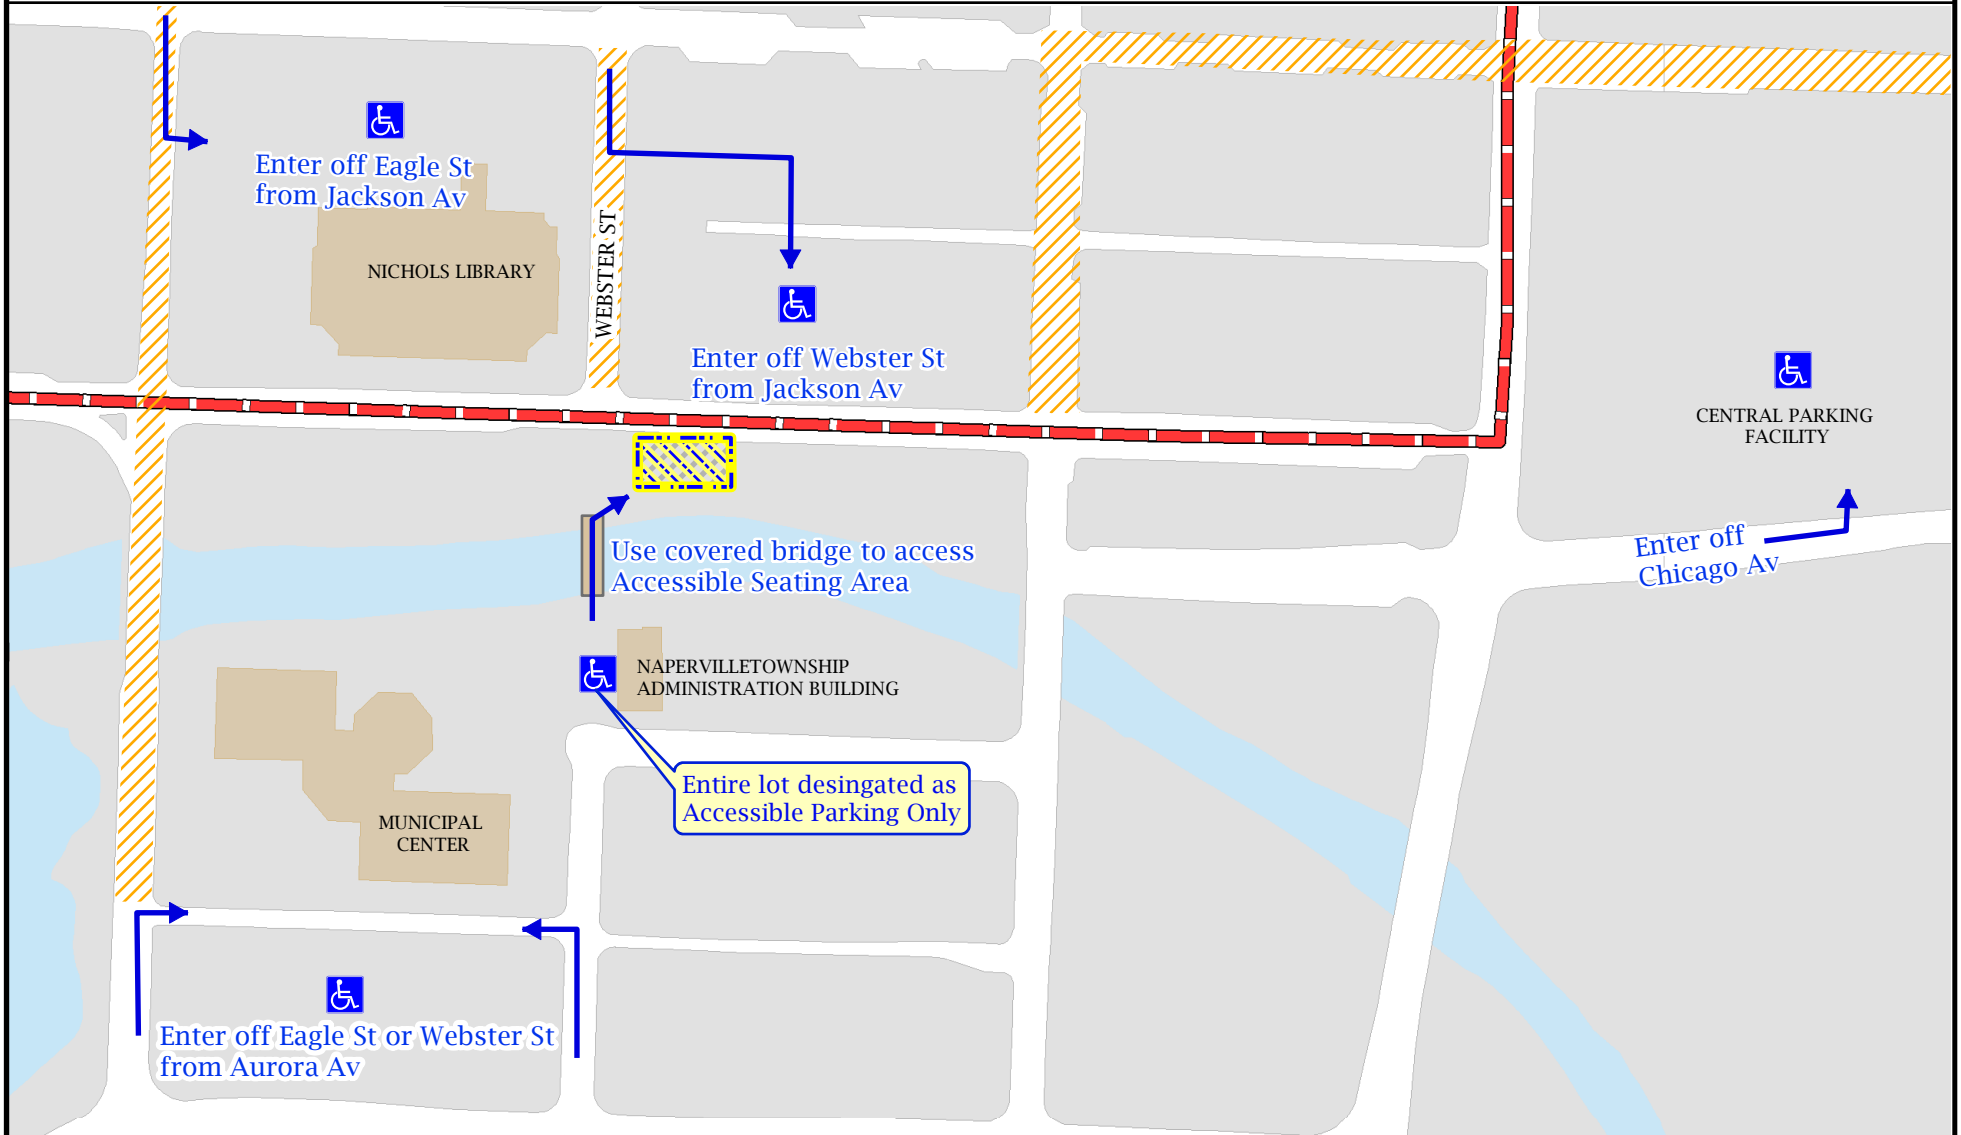 Enter off Eagle St
from Jackson Av
NICHOLS LIBRARY
WEBSTER ST
Enter off Webster St
from Jackson Av
CENTRAL PARKING
FACILITY
Enter off
Chicago Av
Use covered bridge to access
Accessible Seating Area
NAPERVILLETOWNSHIP
ADMINISTRATION BUILDING
Entire lot desingated as
Accessible Parking Only
MUNICIPAL
CENTER
Enter off Eagle St or Webster St
from Aurora Av